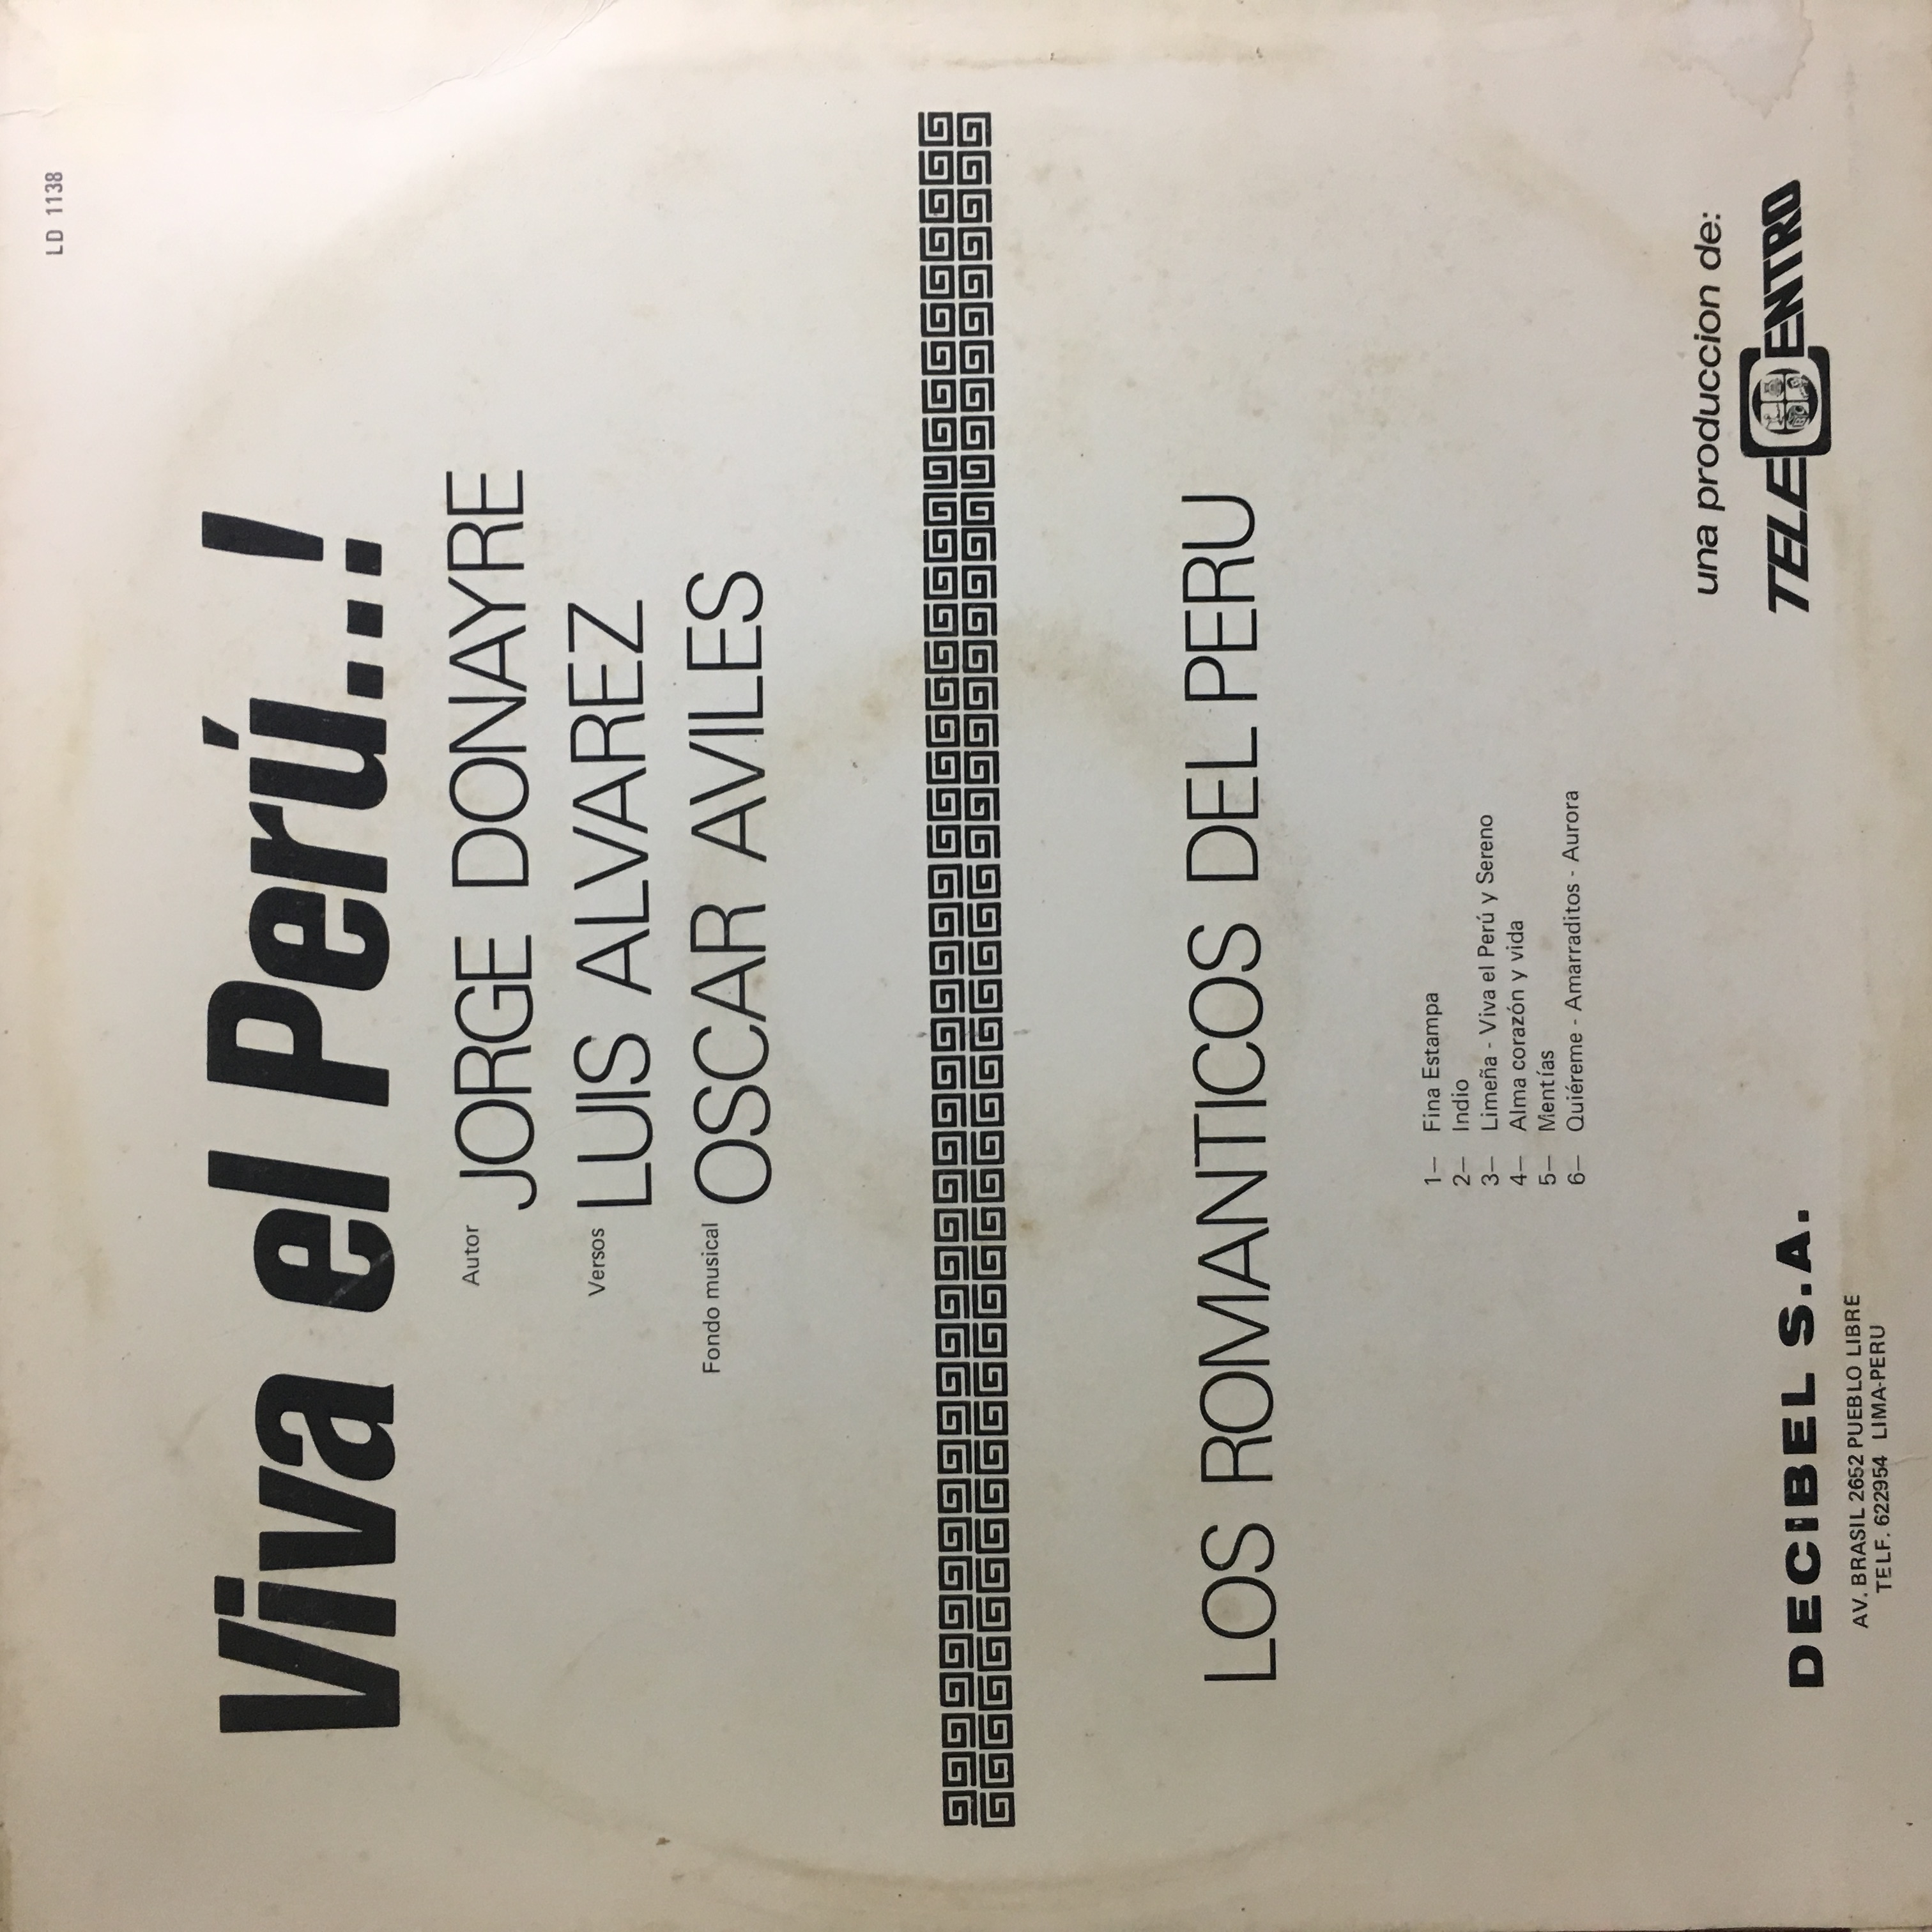 LD 1138
Viva el Perú...!
Autor JORGE DONAYRE
Versos LUIS ALVAREZ
Fondo musical OSCAR AVILES
LOS ROMANTICOS DEL PERU
1— Fina Estampa
2— Indio
3— Limeña - Viva el Perú y Sereno
4— Alma corazón y vida
5— Mentías
6— Quiéreme - Amarraditos - Aurora
una produccion de:
TELECENTRO
DECIBEL S.A.
AV. BRASIL 2652 PUEBLO LIBRE
TELF. 622954 LIMA-PERU